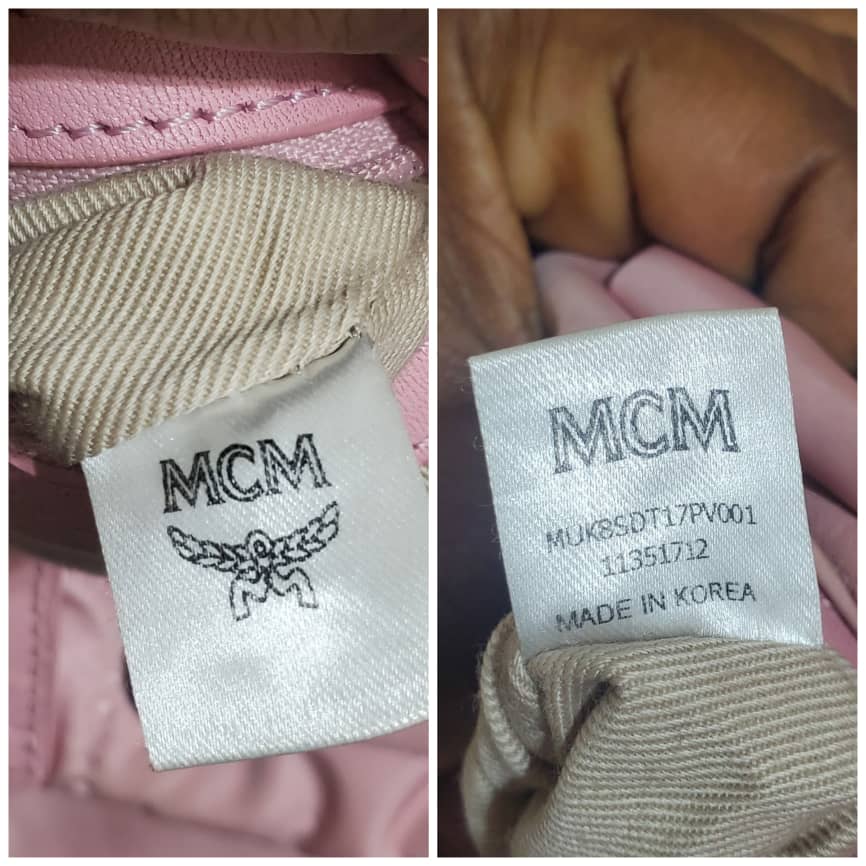 MCM
MCM
MUK8SDT17PV001
11351712
MADE IN KOREA